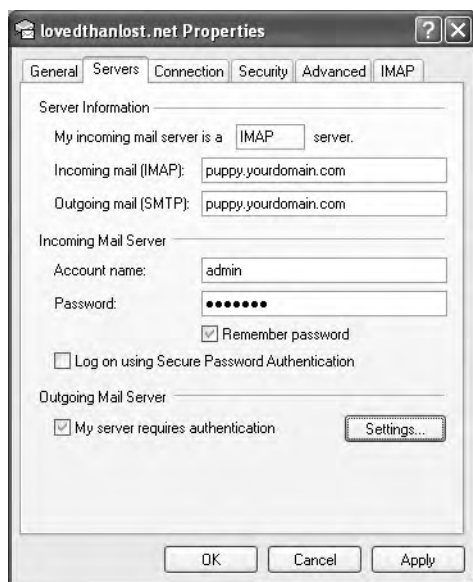 lovedthanlost.net Properties
General Servers Connection Security Advanced IMAP
Server Information
My incoming mail server is a IMAP server.
Incoming mail (IMAP): puppy.yourdomain.com
Outgoing mail (SMTP): puppy.yourdomain.com
Incoming Mail Server
Account name: admin
Password: •••••••
Remember password
Log on using Secure Password Authentication
Outgoing Mail Server
My server requires authentication Settings...
OK Cancel Apply